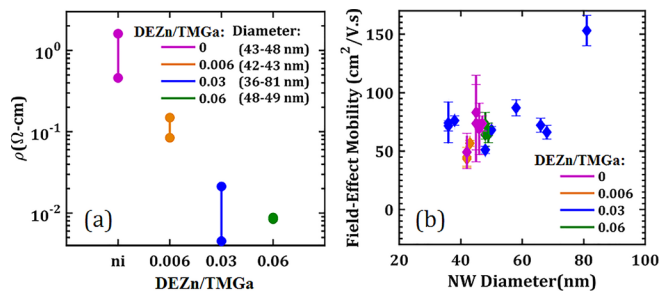 DEZn/TMGa: Diameter:
0 (43-48 nm)
0.006 (42-43 nm)
0.03 (36-81 nm)
0.06 (48-49 nm)
10⁰
10⁻¹
10⁻²
ρ(Ω-cm)
(a)
ni 0.006 0.03 0.06
DEZn/TMGa
Field-Effect Mobility (cm²/V.s)
150
100
50
0
(b)
DEZn/TMGa:
0
0.006
0.03
0.06
20 40 60 80 100
NW Diameter(nm)